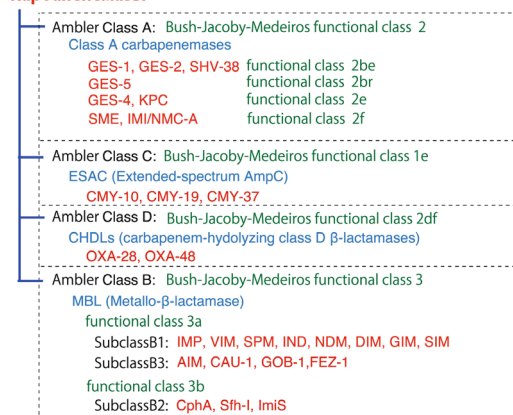 Ambler Class A: Bush-Jacoby-Medeiros functional class 2
Class A carbapenemases
GES-1, GES-2, SHV-38 functional class 2be
GES-5 functional class 2br
GES-4, KPC functional class 2e
SME, IMI/NMC-A functional class 2f
Ambler Class C: Bush-Jacoby-Medeiros functional class 1e
ESAC (Extended-spectrum AmpC)
CMY-10, CMY-19, CMY-37
Ambler Class D: Bush-Jacoby-Medeiros functional class 2df
CHDLs (carbapenem-hydolyzing class D β-lactamases)
OXA-28, OXA-48
Ambler Class B: Bush-Jacoby-Medeiros functional class 3
MBL (Metallo-β-lactamase)
functional class 3a
SubclassB1: IMP, VIM, SPM, IND, NDM, DIM, GIM, SIM
SubclassB3: AIM, CAU-1, GOB-1,FEZ-1
functional class 3b
SubclassB2: CphA, Sfh-I, ImiS